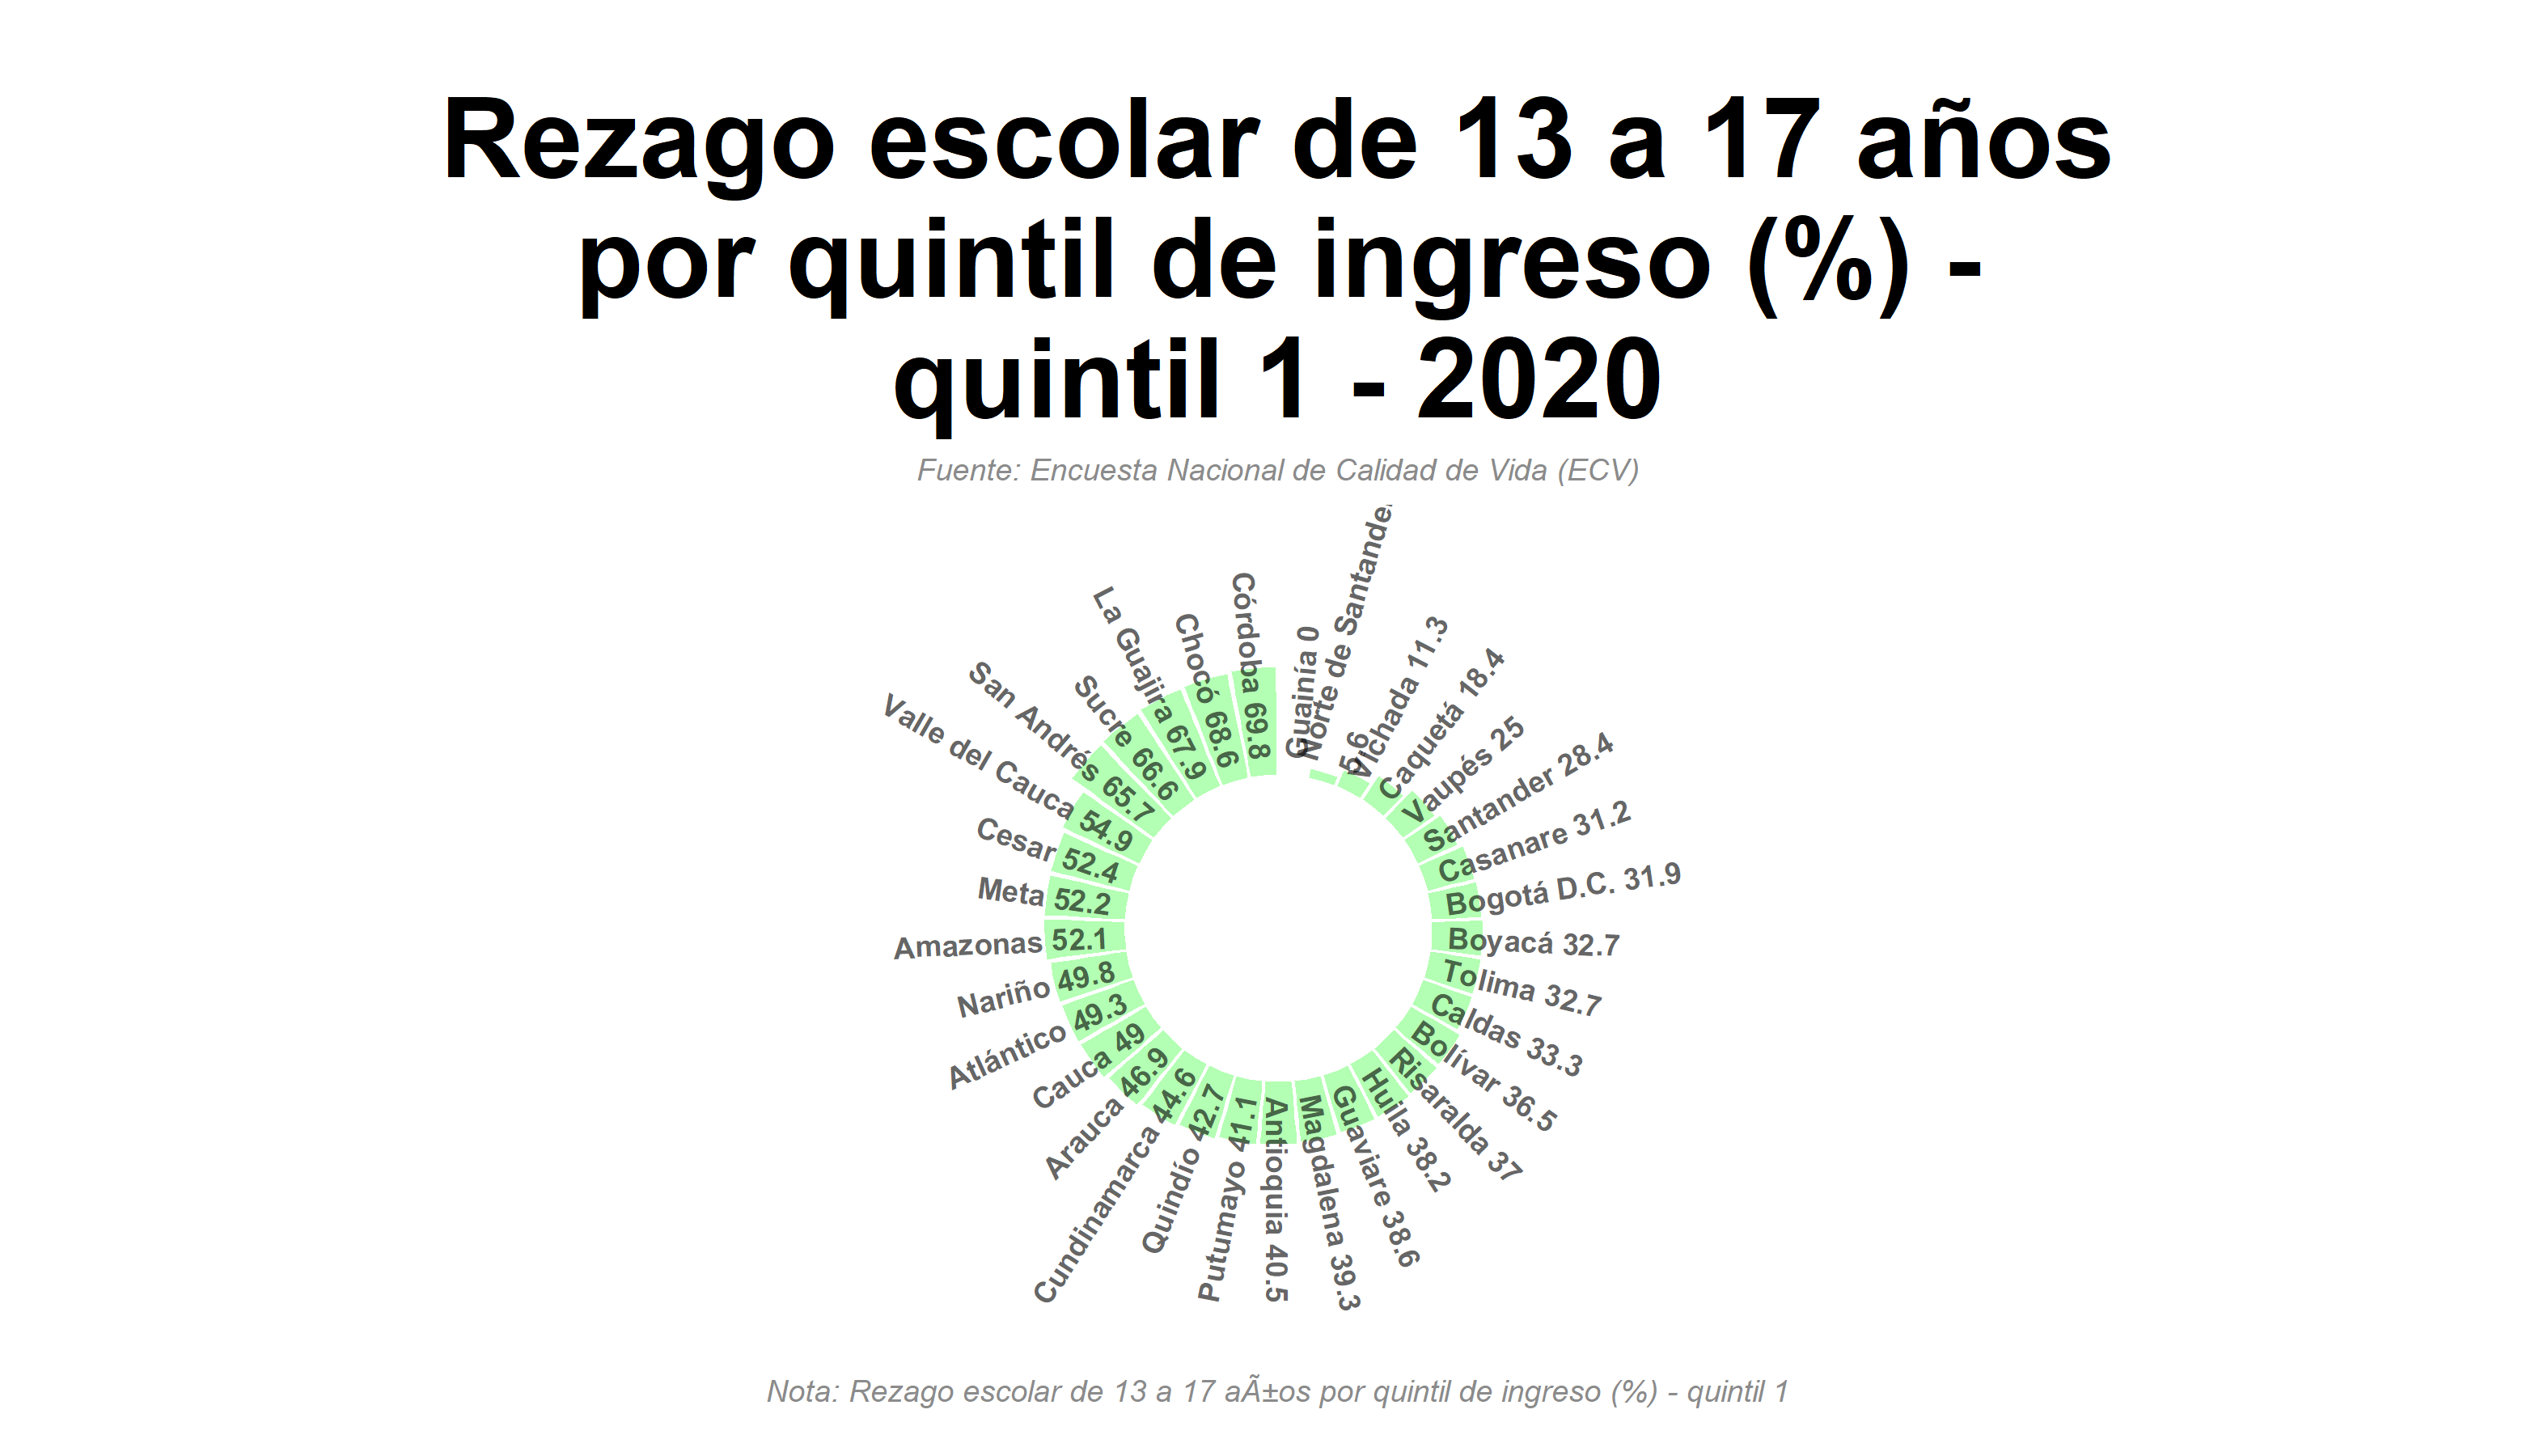 Rezago escolar de 13 a 17 años
por quintil de ingreso (%) -
quintil 1 - 2020
Fuente: Encuesta Nacional de Calidad de Vida (ECV)
Guainía 0
Norte de Santande
5.6
Vichada 11.3
Caquetá 18.4
Vaupés 25
Santander 28.4
Casanare 31.2
Bogotá D.C. 31.9
Boyacá 32.7
Tolima 32.7
Caldas 33.3
Bolívar 36.5
Risaralda 37
Huila 38.2
Guaviare 38.6
Magdalena 39.3
Antioquia 40.5
Putumayo 41.1
Quindío 42.7
Cundinamarca 44.6
Arauca 46.9
Cauca 49
Atlántico 49.3
Nariño 49.8
Amazonas 52.1
Meta 52.2
Cesar 52.4
Valle del Cauca 54.9
San Andrés 65.7
Sucre 66.6
La Guajira 67.9
Chocó 68.6
Córdoba 69.8
Nota: Rezago escolar de 13 a 17 aÃ±os por quintil de ingreso (%) - quintil 1